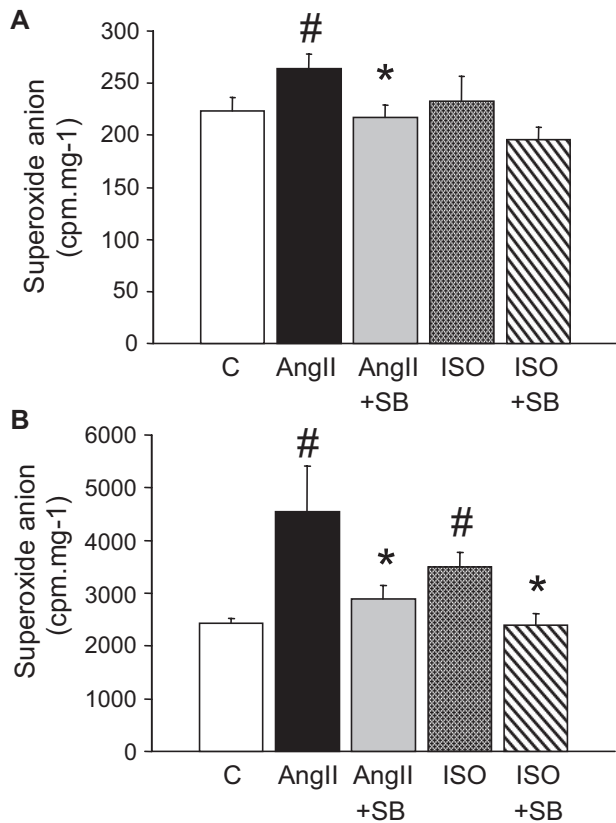 A
Superoxide anion
(cpm.mg-1)
300
250
200
150
100
50
0
#
*
C
AngII
AngII
+SB
ISO
ISO
+SB
B
Superoxide anion
(cpm.mg-1)
6000
5000
4000
3000
2000
1000
0
#
*
#
*
C
AngII
AngII
+SB
ISO
ISO
+SB